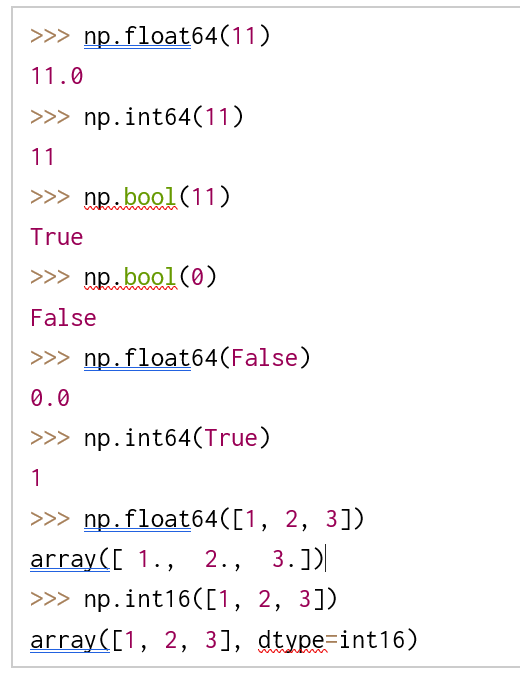 >>> np.float64(11)
11.0
>>> np.int64(11)
11
>>> np.bool(11)
True
>>> np.bool(0)
False
>>> np.float64(False)
0.0
>>> np.int64(True)
1
>>> np.float64([1, 2, 3])
array([ 1.,  2.,  3.])
>>> np.int16([1, 2, 3])
array([1, 2, 3], dtype=int16)